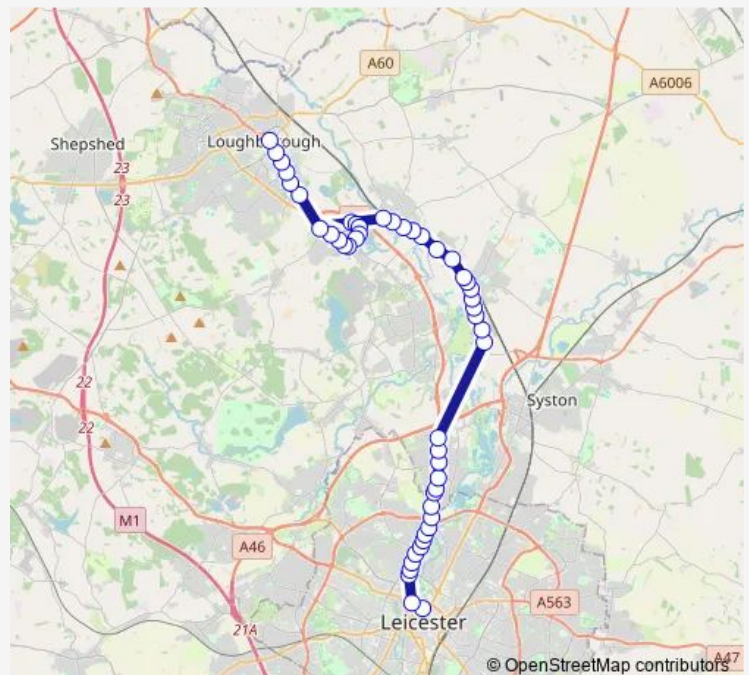 A60
A6006
Shepshed
Loughborough
23
23
22
22
Syston
M1
A46
A563
Leicester
21A
A47
© OpenStreetMap contributors